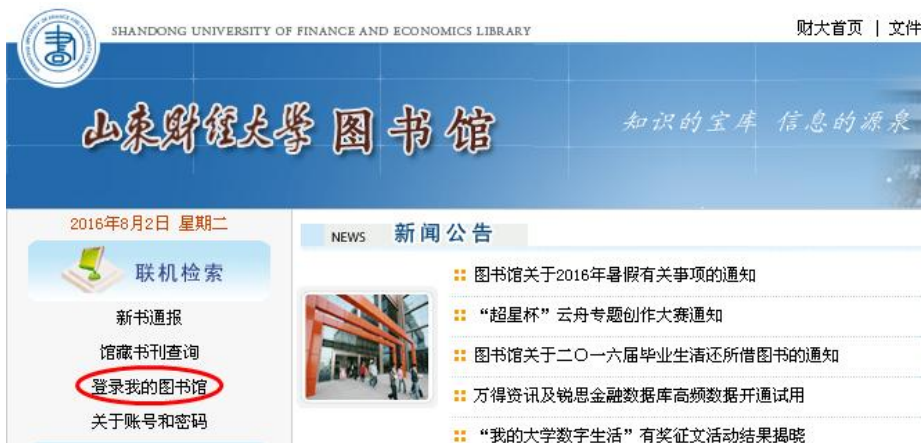 SHANDONG UNIVERSITY OF FINANCE AND ECONOMICS LIBRARY
财大首页 | 文件
山东财经大学 图书馆
知识的宝库 信息的源泉
2016年8月2日 星期二
联机检索
新书通报
馆藏书刊查询
登录我的图书馆
关于账号和密码
NEWS 新闻公告
图书馆关于2016年暑假有关事项的通知
“超星杯”云舟专题创作大赛通知
图书馆关于二〇一六届毕业生清还所借图书的通知
万得资讯及锐思金融数据库高频数据开通试用
“我的大学数字生活”有奖征文活动结果揭晓